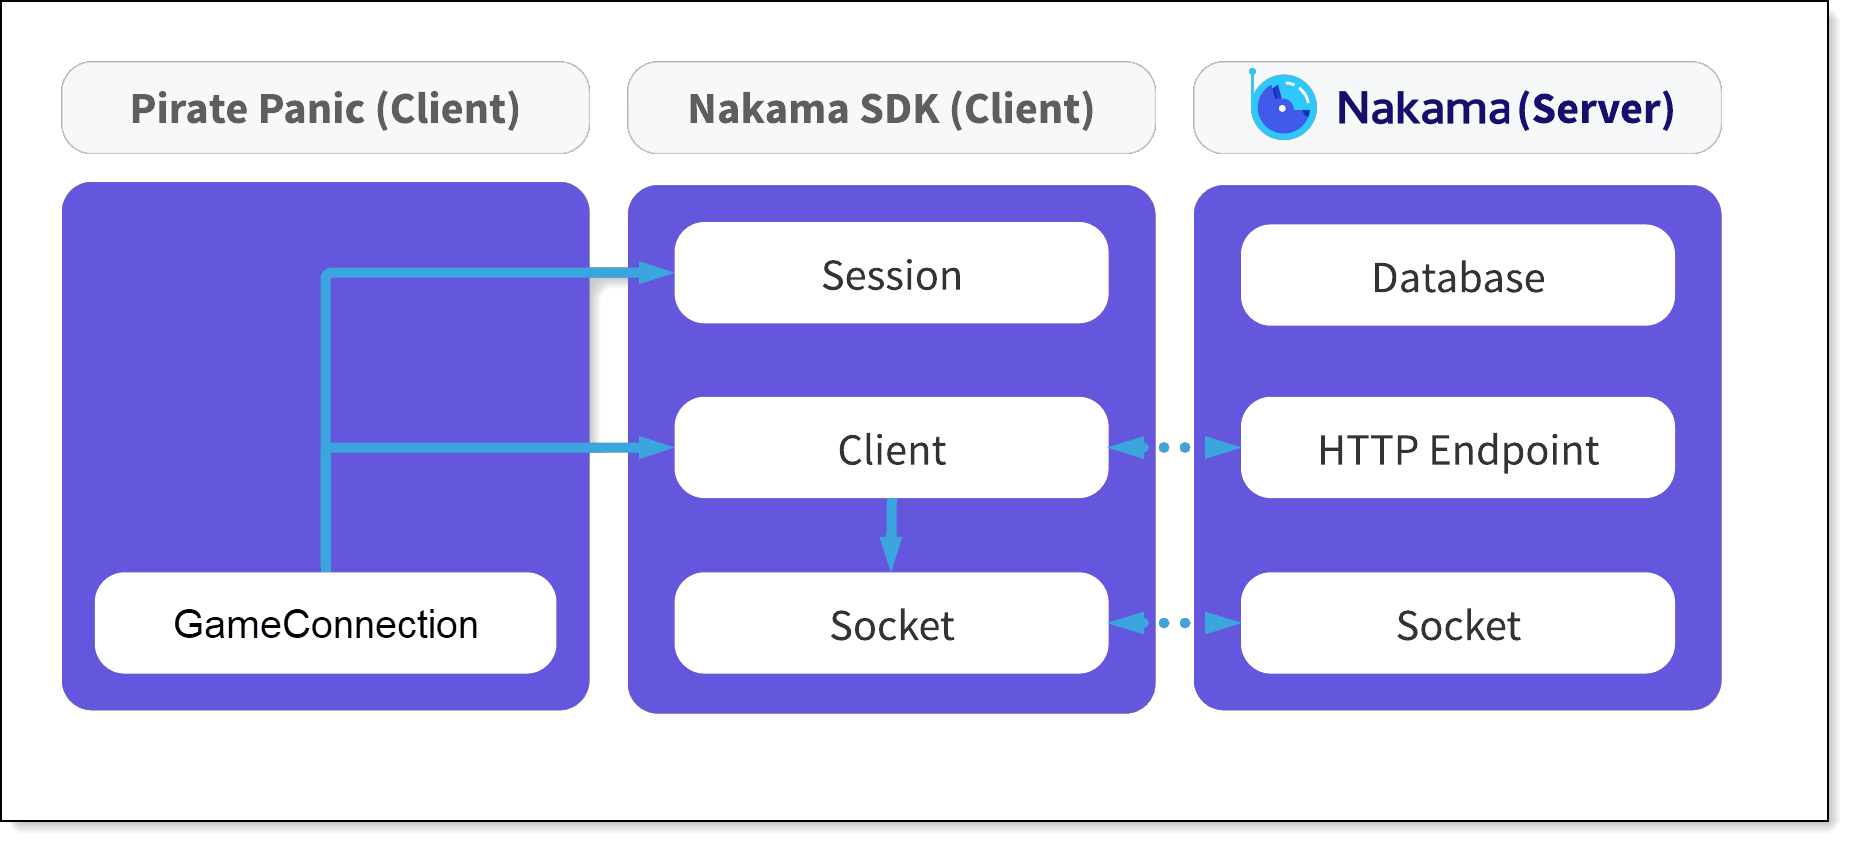 Pirate Panic (Client)
Nakama SDK (Client)
Nakama (Server)
Session
Database
Client
HTTP Endpoint
GameConnection
Socket
Socket